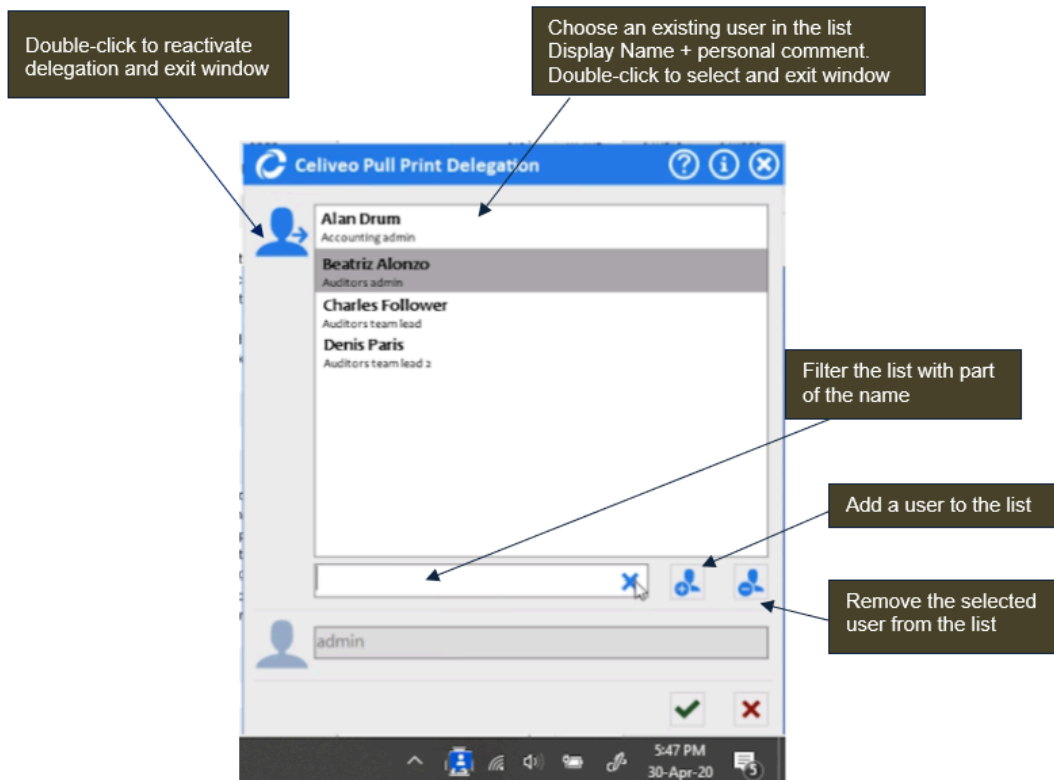 Double-click to reactivate
delegation and exit window
Choose an existing user in the list
Display Name + personal comment.
Double-click to select and exit window
Celiveo Pull Print Delegation
Alan Drum
Accounting admin
Beatriz Alonzo
Auditors admin
Charles Follower
Auditors team lead
Denis Paris
Auditors team lead 2
Filter the list with part
of the name
Add a user to the list
Remove the selected
user from the list
admin
5:47 PM
30-Apr-20
5